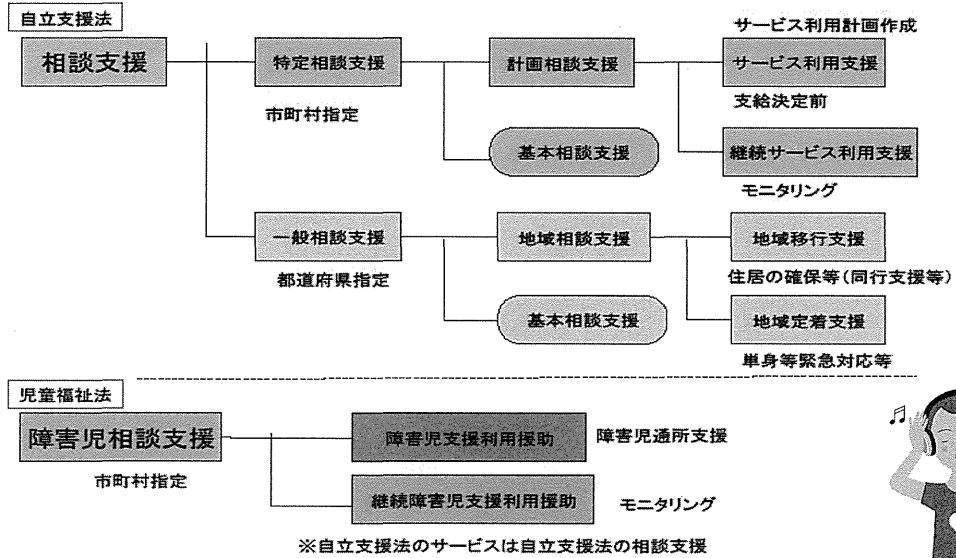 自立支援法
サービス利用計画作成
相談支援
特定相談支援
計画相談支援
サービス利用支援
市町村指定
支給決定前
基本相談支援
継続サービス利用支援
モニタリング
一般相談支援
地域相談支援
地域移行支援
都道府県指定
住居の確保等(同行支援等)
基本相談支援
地域定着支援
単身等緊急対応等
児童福祉法
障害児相談支援
障害児支援利用援助
障害児通所支援
市町村指定
継続障害児支援利用援助
モニタリング
※自立支援法のサービスは自立支援法の相談支援